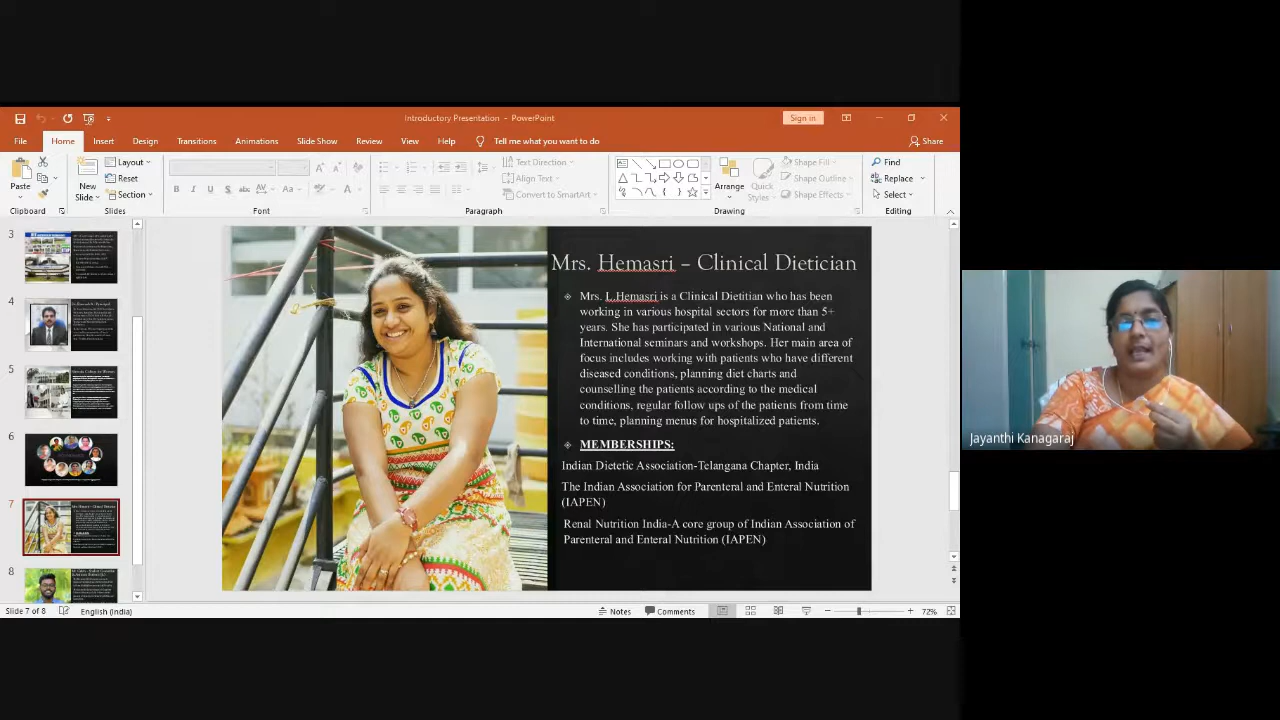 Introductory Presentation - PowerPoint
Sign in
File
Home
Insert
Design
Transitions
Animations
Slide Show
Review
View
Help
Tell me what you want to do
Share
Paste
Clipboard
New
Slide
Layout
Reset
Section
Slides
Font
Paragraph
Text Direction
Align Text
Convert to SmartArt
Arrange
Quick
Styles
Shape Fill
Shape Outline
Shape Effects
Drawing
Find
Replace
Select
Editing
3
4
5
6
7
8
Mrs. Hemasri – Clinical Dietician
Mrs. L.Hemasri is a Clinical Dietitian who has been
working in various hospital sectors for more than 5+
years. She has participated in various National and
International seminars and workshops. Her main area of
focus includes working with patients who have different
diseased conditions, planning diet charts and
counselling the patients according to the medical
conditions, regular follow ups of the patients from time
to time, planning menus for hospitalized patients.
MEMBERSHIPS:
Indian Dietetic Association-Telangana Chapter, India
The Indian Association for Parenteral and Enteral Nutrition
(IAPEN)
Renal Nutrition India-A core group of Indian Association of
Parenteral and Enteral Nutrition (IAPEN)
Jayanthi Kanagaraj
Slide 7 of 8
English (India)
Notes
Comments
72%